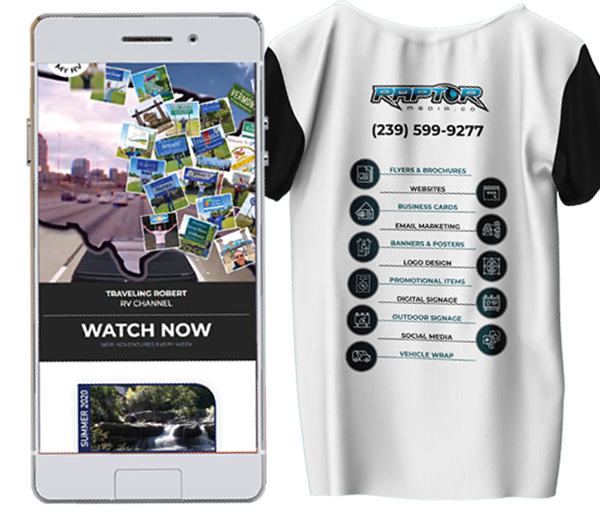 MY RV
VERMONT
TRAVELING ROBERT
RV CHANNEL
WATCH NOW
NEW ADVENTURES EVERY WEEK
SUMMER 2020
RAPTOR
MEDIA.CO
(239) 599-9277
FLYERS & BROCHURES
WEBSITES
BUSINESS CARDS
EMAIL MARKETING
BANNERS & POSTERS
LOGO DESIGN
PROMOTIONAL ITEMS
DIGITAL SIGNAGE
OUTDOOR SIGNAGE
SOCIAL MEDIA
VEHICLE WRAP